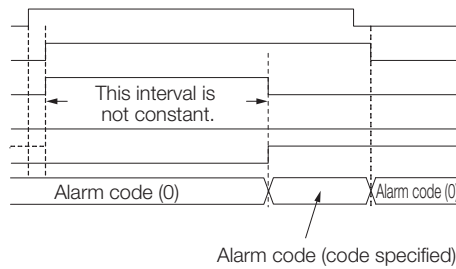 This interval is
not constant.
Alarm code (0)
Alarm code (0
Alarm code (code specified)